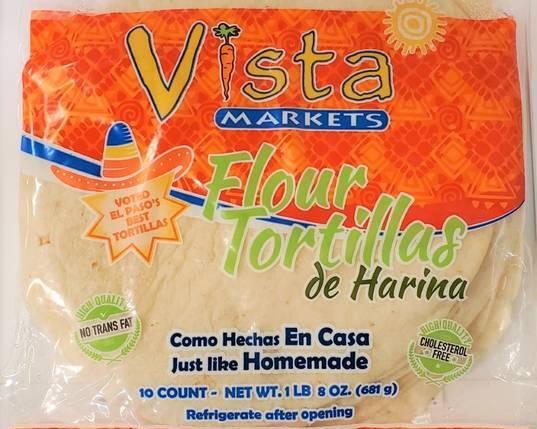 Vista
MARKETS
Flour
Tortillas
de Harina
VOTED
EL PASO'S
BEST
TORTILLAS
HIGH QUALITY
NO TRANS FAT
HIGH QUALITY
CHOLESTEROL
FREE
Como Hechas En Casa
Just like Homemade
10 COUNT - NET WT. 1 LB 8 OZ. (681 g)
Refrigerate after opening